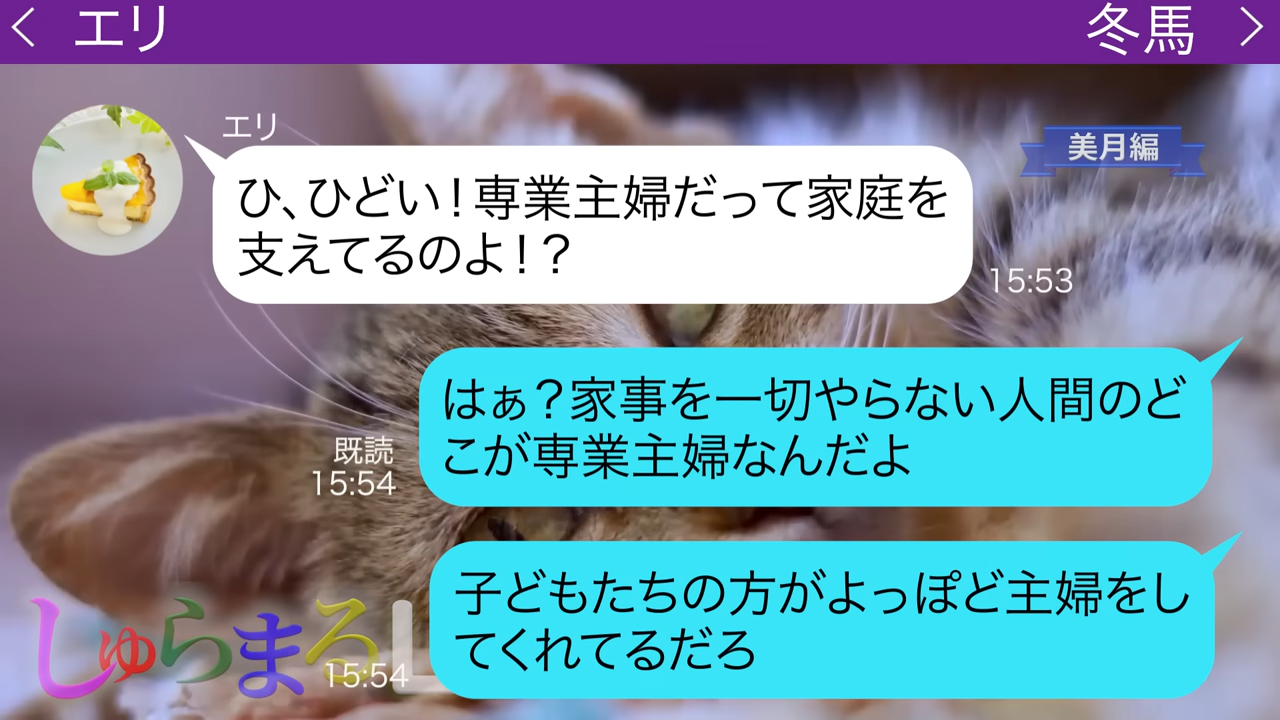 エリ
冬馬
エリ
美月編
ひ、ひどい！専業主婦だって家庭を
支えてるのよ！？
15:53
はぁ？家事を一切やらない人間のど
こが専業主婦なんだよ
既読
15:54
子どもたちの方がよっぽど主婦をし
てくれてるだろ
15:54
しゅらまる